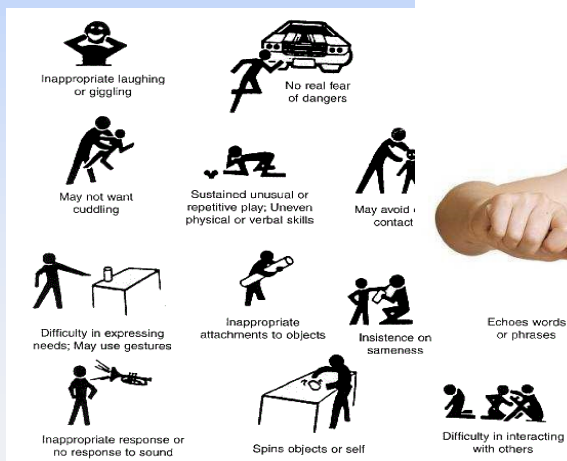 Inappropriate laughing
or giggling
No real fear
of dangers
May not want
cuddling
Sustained unusual or
repetitive play; Uneven
physical or verbal skills
May avoid
contact
Difficulty in expressing
needs; May use gestures
Inappropriate
attachments to objects
Insistence on
sameness
Echoes words
or phrases
Inappropriate response or
no response to sound
Spins objects or self
Difficulty in interacting
with others